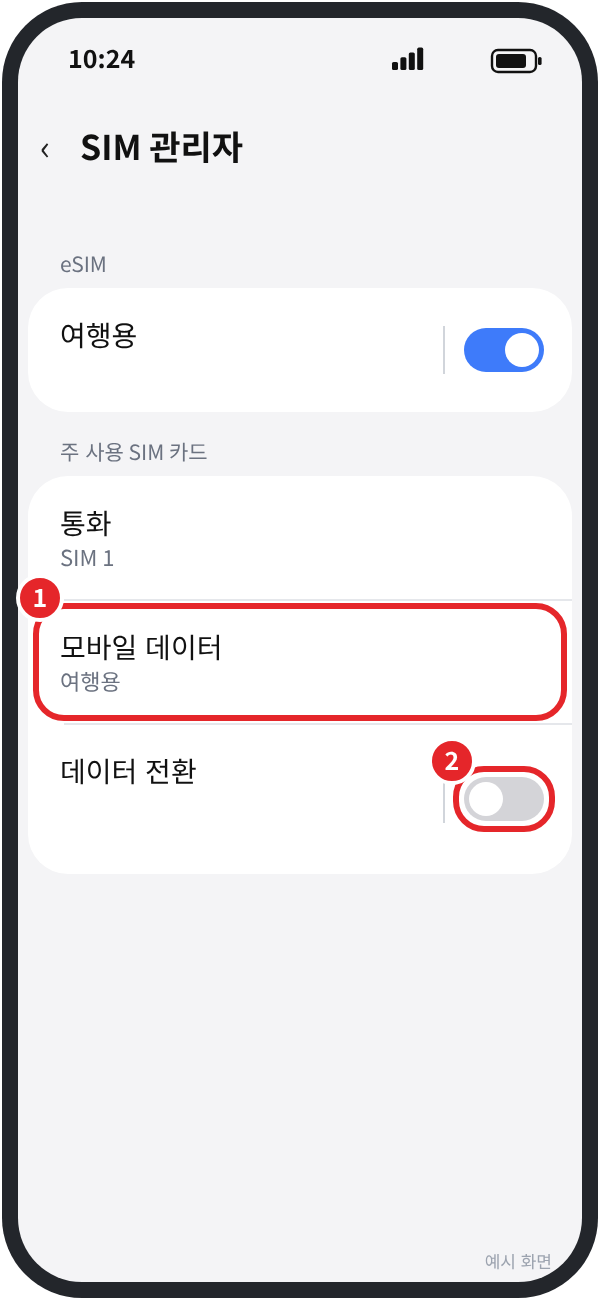 10:24
‹ SIM 관리자
eSIM
여행용
주 사용 SIM 카드
통화
SIM 1
1
모바일 데이터
여행용
2
데이터 전환
예시 화면